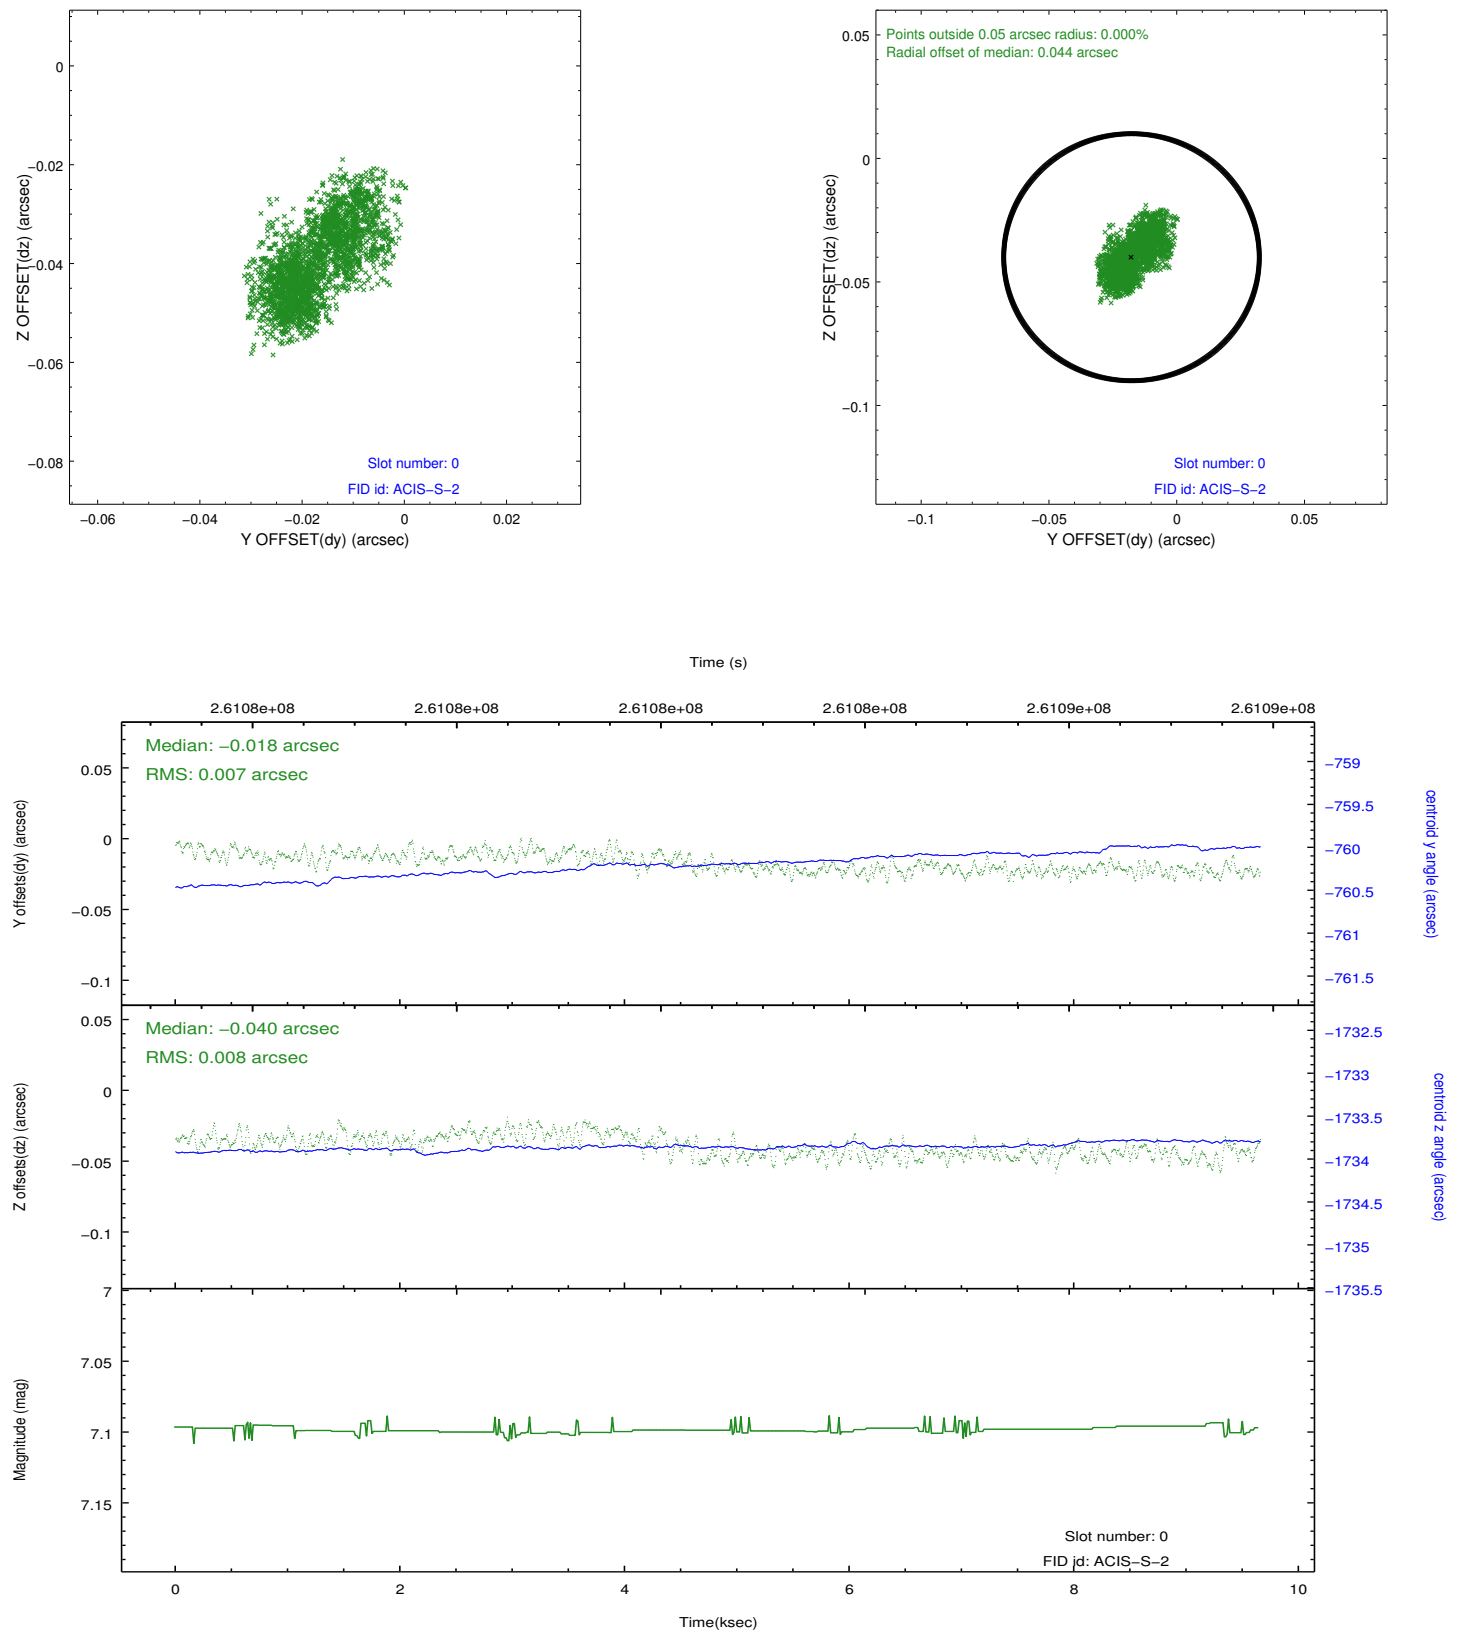 0
−0.02
−0.04
−0.06
−0.08
Z OFFSET(dz) (arcsec)
Slot number: 0
FID id: ACIS−S−2
−0.06
−0.04
−0.02
0
0.02
Y OFFSET(dy) (arcsec)
Points outside 0.05 arcsec radius: 0.000%
Radial offset of median: 0.044 arcsec
0.05
0
−0.05
−0.1
Z OFFSET(dz) (arcsec)
Slot number: 0
FID id: ACIS−S−2
−0.1
−0.05
0
0.05
Y OFFSET(dy) (arcsec)
Time (s)
2.6108e+08
2.6108e+08
2.6108e+08
2.6108e+08
2.6109e+08
2.6109e+08
Median: −0.018 arcsec
RMS: 0.007 arcsec
0.05
0
−0.05
−0.1
Y offsets(dy) (arcsec)
−759
−759.5
−760
−760.5
−761
−761.5
centroid y angle (arcsec)
Median: −0.040 arcsec
RMS: 0.008 arcsec
0.05
0
−0.05
−0.1
Z offsets(dz) (arcsec)
−1732.5
−1733
−1733.5
−1734
−1734.5
−1735
−1735.5
centroid z angle (arcsec)
7
7.05
7.1
7.15
Magnitude (mag)
Slot number: 0
FID id: ACIS−S−2
0
2
4
6
8
10
Time(ksec)